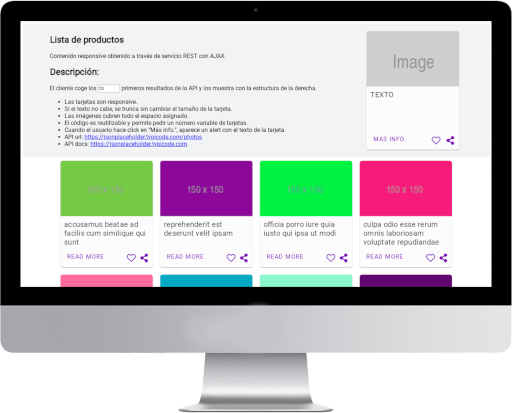 Lista de productos
Contenido responsive obtenido a través de servicio REST con AJAX.
Descripción:
El cliente coge los 10 primeros resultados de la API y los muestra con la estructura de la derecha.
Las tarjetas son responsive.
Si el texto no cabe, se trunca sin cambiar el tamaño de la tarjeta.
Las imágenes cubren todo el espacio asignado.
El código es reutilizable y permite pedir un número variable de tarjetas.
Cuando el usuario hace click en "Más info.", aparece un alert con el texto de la tarjeta.
API url: https://jsonplaceholder.typicode.com/photos
API docs: https://jsonplaceholder.typicode.com
Image
TEXTO
MÁS INFO
150 x 150
accusamus beatae ad
facilis cum similique qui
sunt
READ MORE
150 x 150
reprehenderit est
deserunt velit ipsam
READ MORE
officia porro iure quia
iusto qui ipsa ut modi
READ MORE
150 x 150
culpa odio esse rerum
omnis laboriosam
voluptate repudiandae
READ MORE